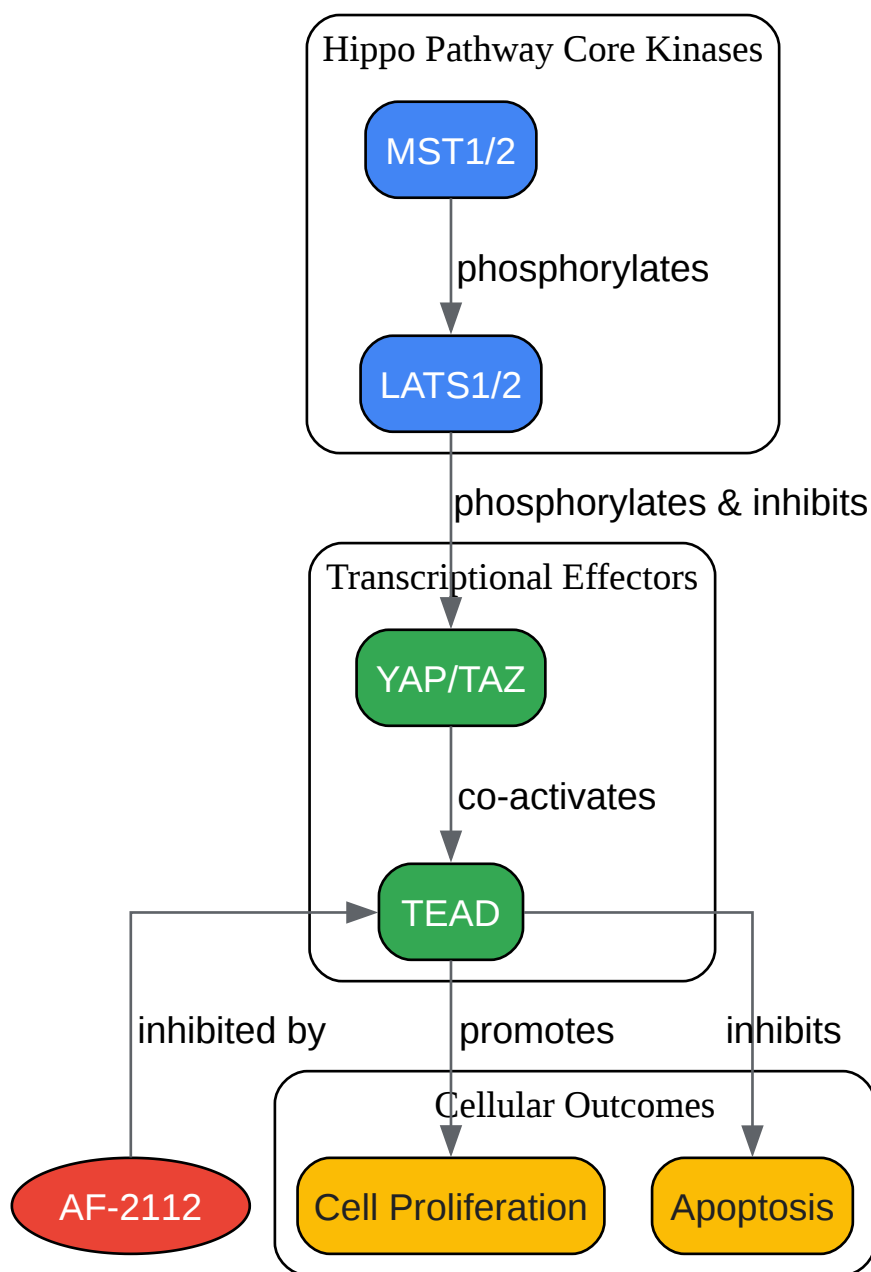 Hippo Pathway Core Kinases
MST1/2
phosphorylates
LATS1/2
phosphorylates & inhibits
Transcriptional Effectors
YAP/TAZ
co-activates
TEAD
inhibited by
promotes
inhibits
Cellular Outcomes
AF-2112
Cell Proliferation
Apoptosis